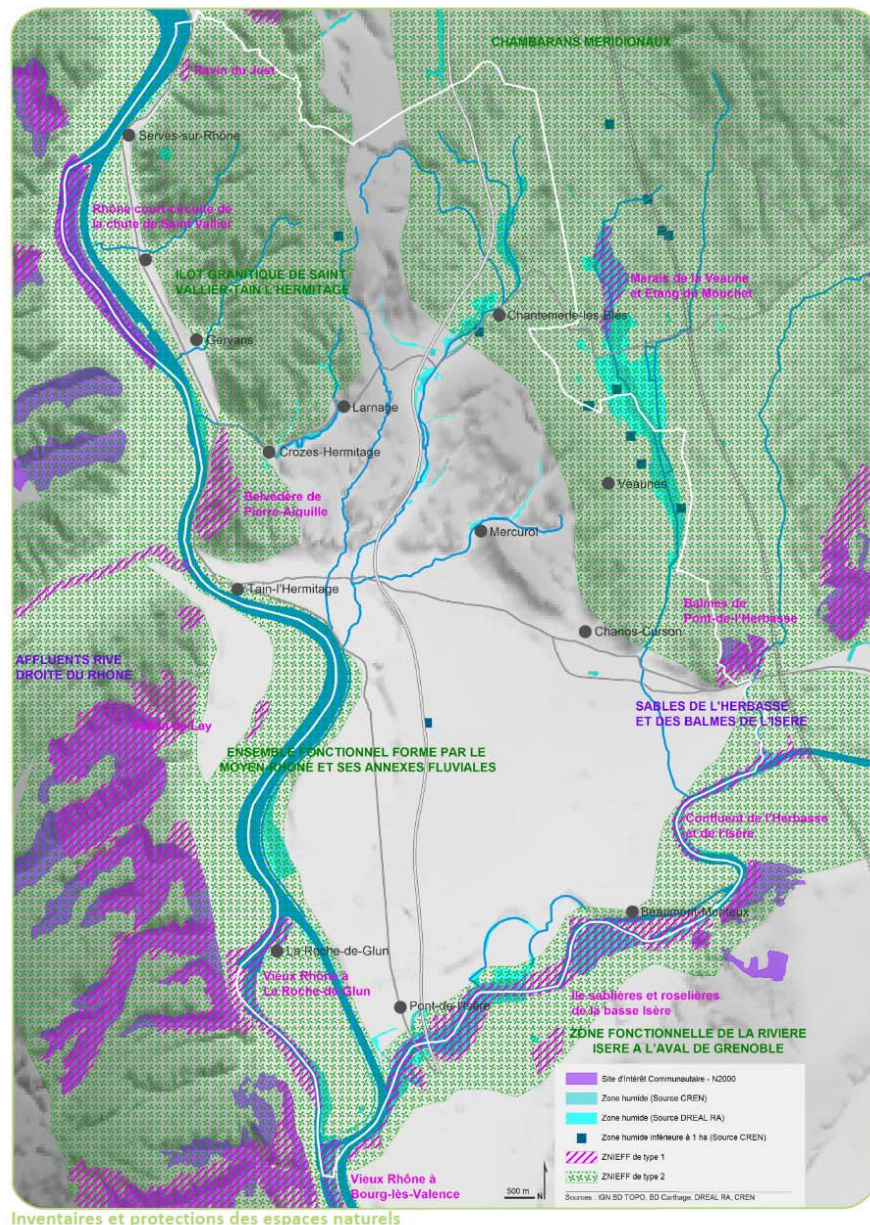 CHAMBARANS MERIDIONAUX
Ravin du Just
Serves-sur-Rhône
Rhône court-circuité de
la chute de Saint Vallier
ILOT GRANITIQUE DE SAINT
VALLIER-TAIN L'HERMITAGE
Marais de la Veaune
et Etang du Mouchet
Chantemerle-les-Blés
Gervans
Larnage
Crozes-Hermitage
Belvédère de
Pierre-Aiguille
Veaunes
Mercurol
Tain-l'Hermitage
Balmes de
Pont-de-l'Herbasse
Chanos-Curson
AFFLUENTS RIVE
DROITE DU RHÔNE
SABLES DE L'HERBASSE
ET DES BALMES DE L'ISERE
Lay
ENSEMBLE FONCTIONNEL FORME PAR LE
MOYEN-RHÔNE ET SES ANNEXES FLUVIALES
Confluent de l'Herbasse
et de l'Isère
Beaumont-Monteux
La Roche-de-Glun
Vieux Rhône à
La Roche-de-Glun
Pont-de-l'Isère
Ile sablières et roselières
de la basse Isère
ZONE FONCTIONNELLE DE LA RIVIERE
ISERE A L'AVAL DE GRENOBLE
Site d'Intérêt Communautaire - N2000
Zone humide (Source CREN)
Zone humide (Source DREAL RA)
Zone humide inférieure à 1 ha (Source CREN)
ZNIEFF de type 1
ZNIEFF de type 2
Vieux Rhône à
Bourg-lès-Valence
500 m
N
Sources : IGN BD TOPO, BD Carthage, DREAL RA, CREN
Inventaires et protections des espaces naturels